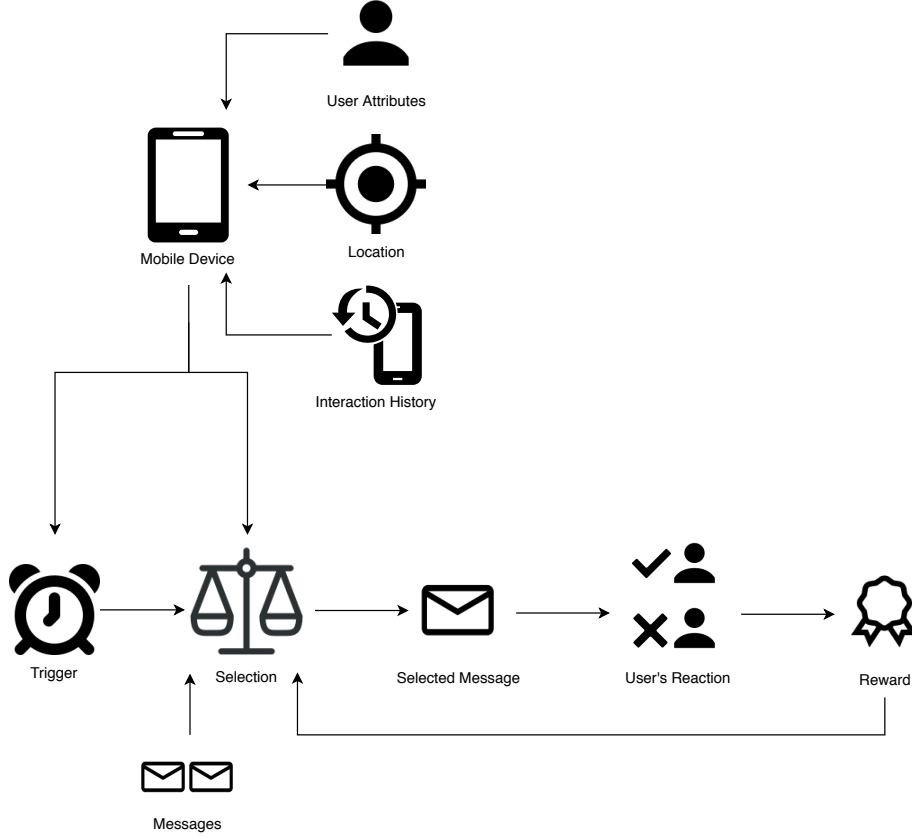 User Attributes
Mobile Device
Location
Interaction History
Trigger
Selection
Selected Message
User's Reaction
Reward
Messages